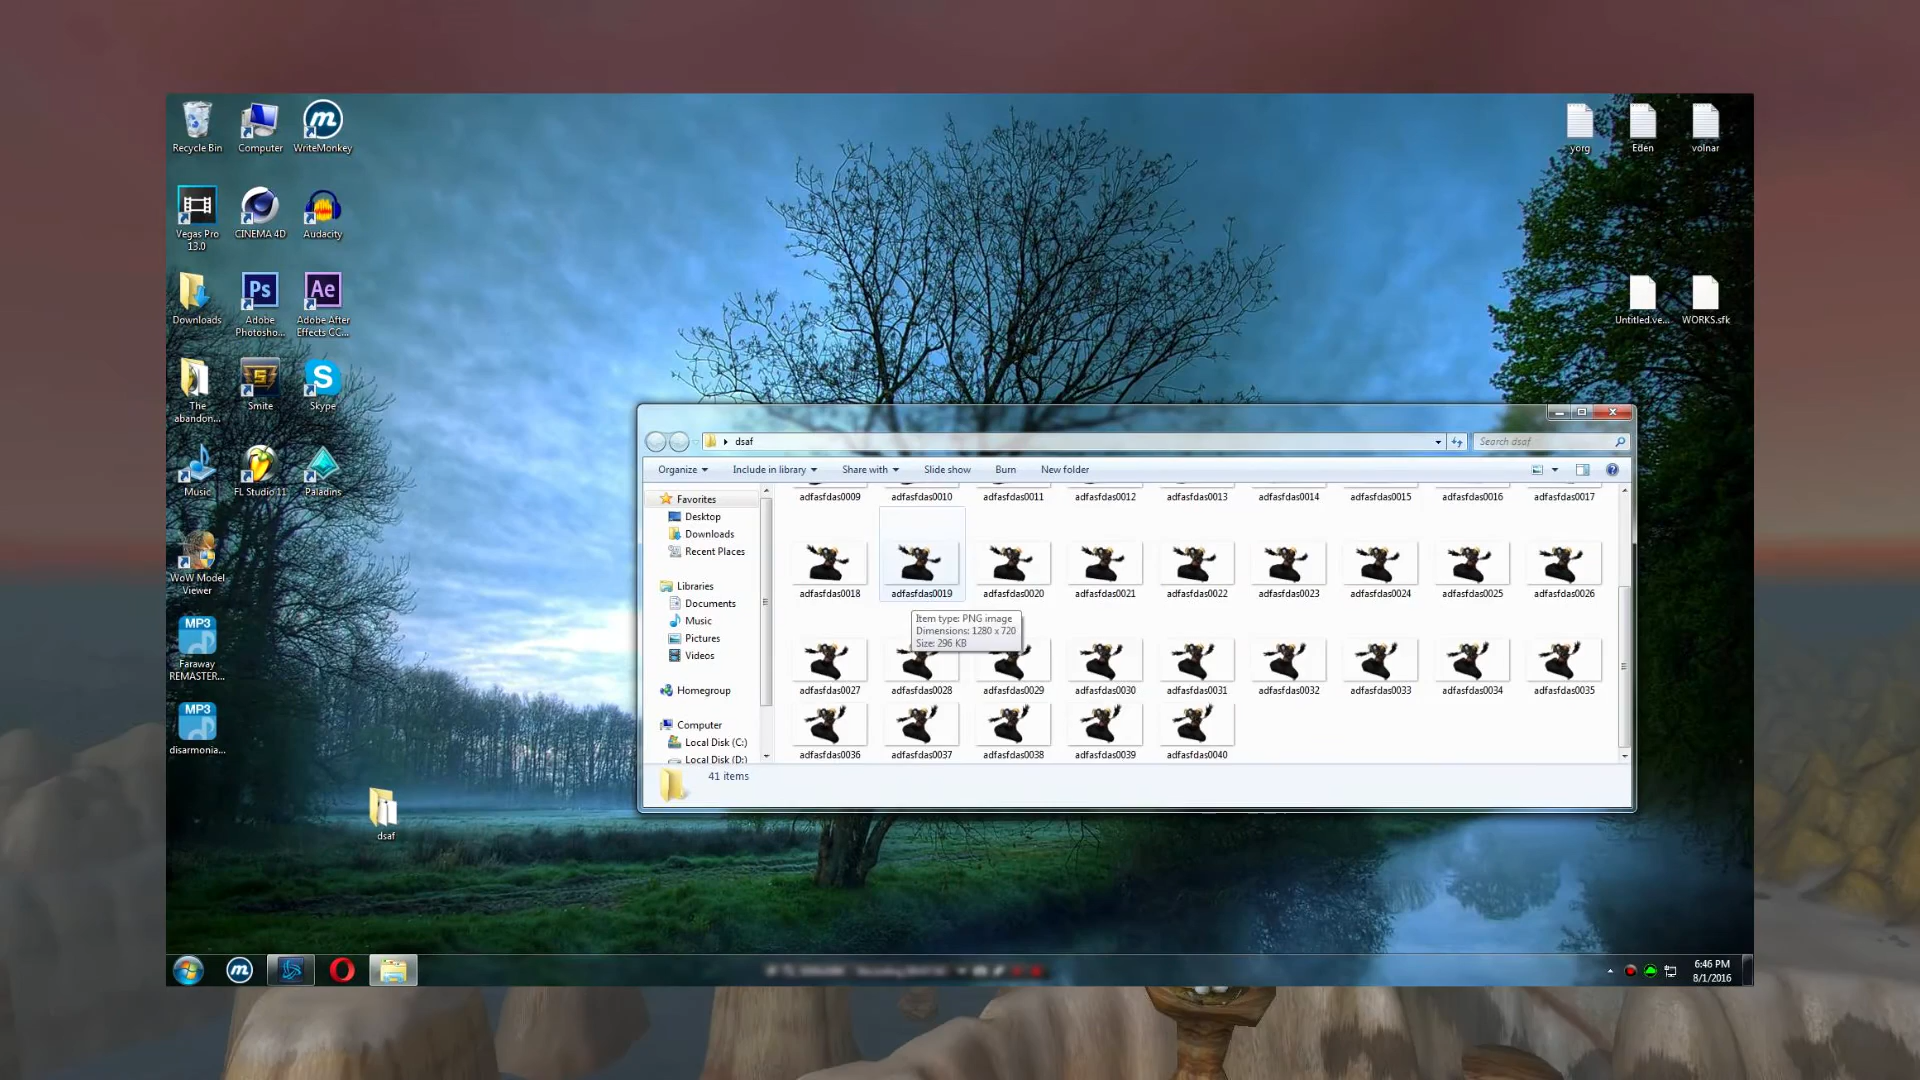 Recycle Bin
Computer
WriteMonkey
Vegas Pro
13.0
CINEMA 4D
Audacity
Downloads
Ps
Adobe
Photosho...
Ae
Adobe After
Effects CC...
The
abandon...
Smite
Skype
Music
FL Studio 11
Paladins
WoW Model
Viewer
MP3
Faraway
REMASTER...
MP3
disarmonia...
dsaf
yorg
Eden
volnar
Untitled.ve...
WORKS.sfk
dsaf
Search dsaf
Organize
Include in library
Share with
Slide show
Burn
New folder
Favorites
Desktop
Downloads
Recent Places
Libraries
Documents
Music
Pictures
Videos
Homegroup
Computer
Local Disk (C:)
Local Disk (D:)
adfasfdas0009 adfasfdas0010 adfasfdas0011 adfasfdas0012 adfasfdas0013 adfasfdas0014 adfasfdas0015 adfasfdas0016 adfasfdas0017
adfasfdas0018 adfasfdas0019 adfasfdas0020 adfasfdas0021 adfasfdas0022 adfasfdas0023 adfasfdas0024 adfasfdas0025 adfasfdas0026
Item type: PNG image
Dimensions: 1280 x 720
Size: 296 KB
adfasfdas0027 adfasfdas0028 adfasfdas0029 adfasfdas0030 adfasfdas0031 adfasfdas0032 adfasfdas0033 adfasfdas0034 adfasfdas0035
adfasfdas0036 adfasfdas0037 adfasfdas0038 adfasfdas0039 adfasfdas0040
41 items
6:46 PM
8/1/2016